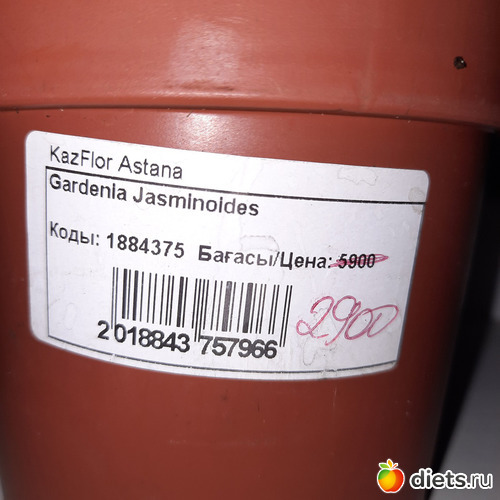 KazFlor Astana
Gardenia Jasminoides
Коды: 1884375 Бағасы/Цена: 5900
2900
2 018843 757966
diets.ru